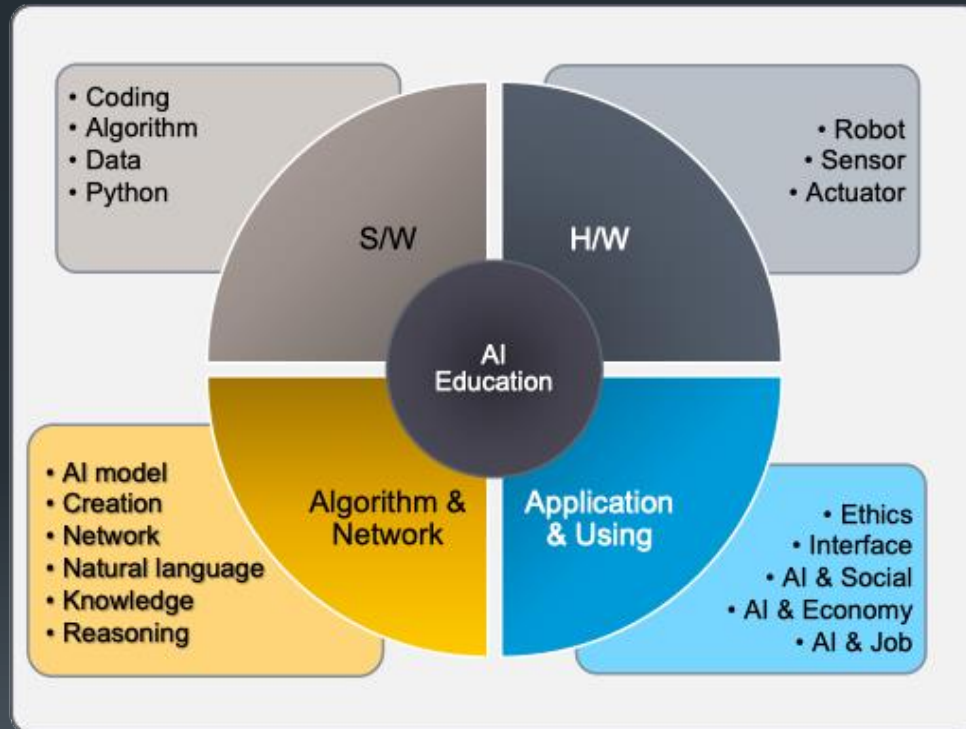 • Coding
• Algorithm
• Data
• Python
S/W
H/W
• Robot
• Sensor
• Actuator
AI
Education
• AI model
• Creation
• Network
• Natural language
• Knowledge
• Reasoning
Algorithm &
Network
Application
& Using
• Ethics
• Interface
• AI & Social
• AI & Economy
• AI & Job